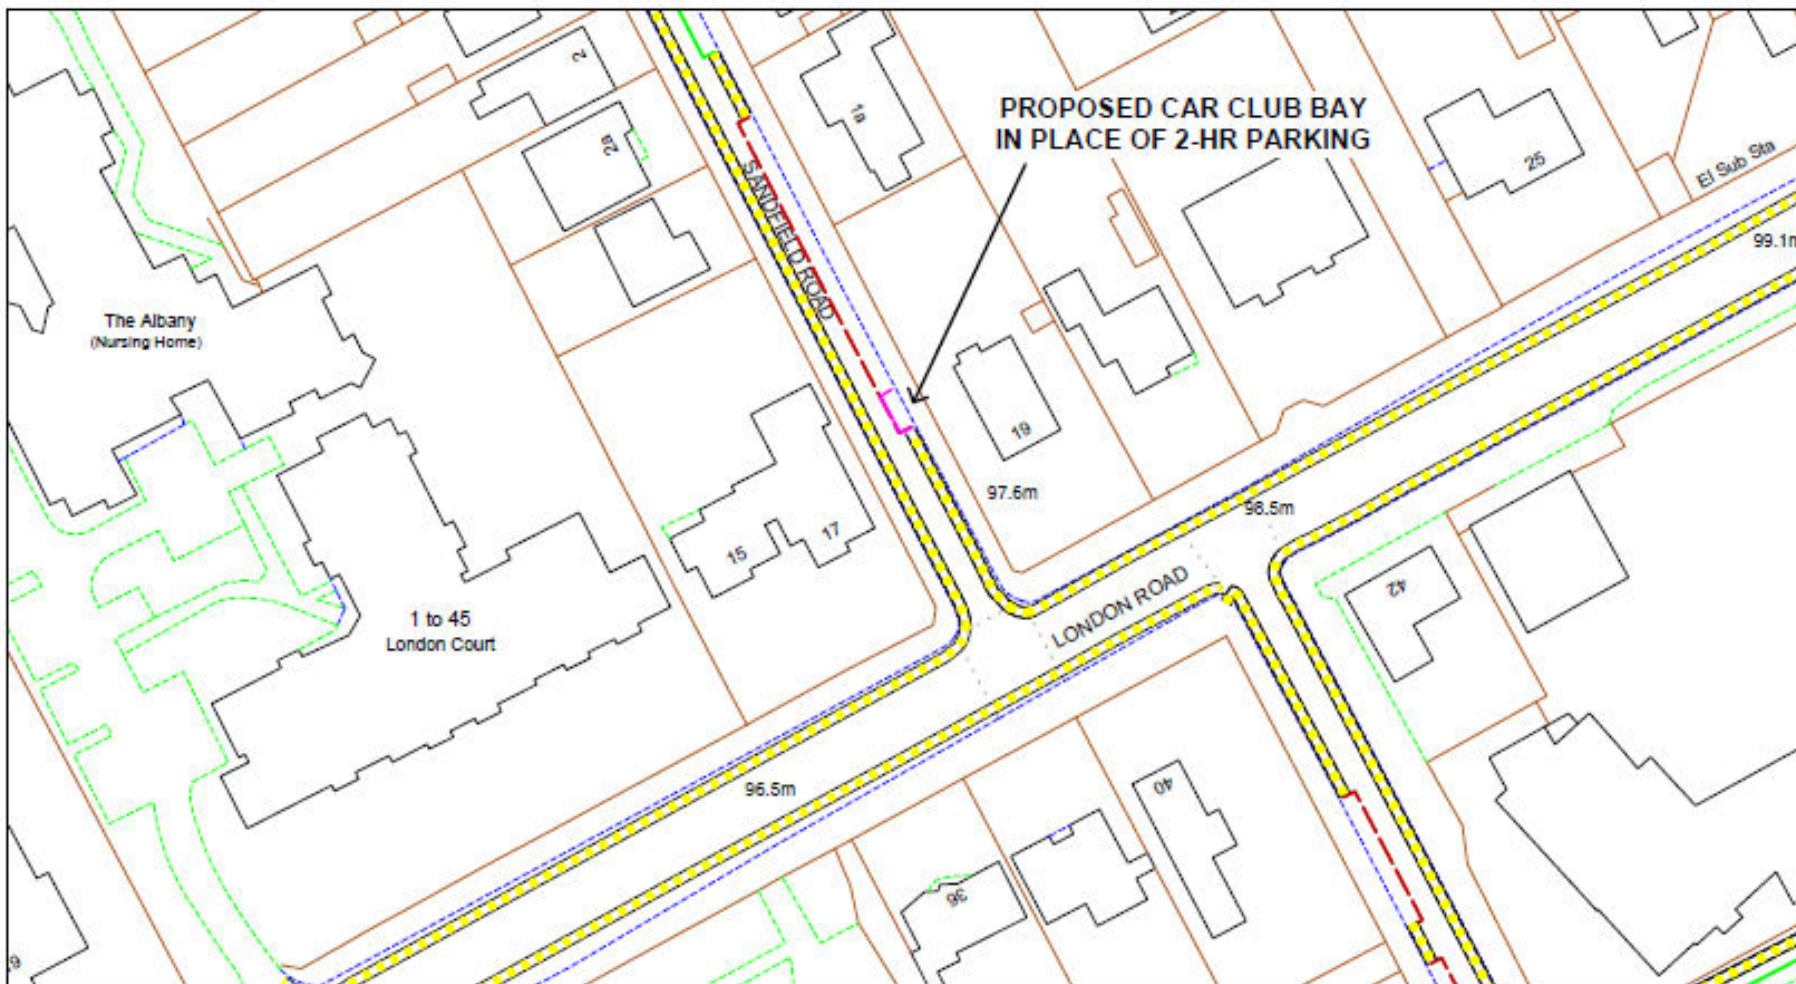 2
2a
1a
PROPOSED CAR CLUB BAY
IN PLACE OF 2-HR PARKING
25
El Sub Sta
SANDFIELD ROAD
99.1m
The Albany
(Nursing Home)
19
97.6m
98.5m
15
17
42
LONDON ROAD
1 to 45
London Court
96.5m
40
36